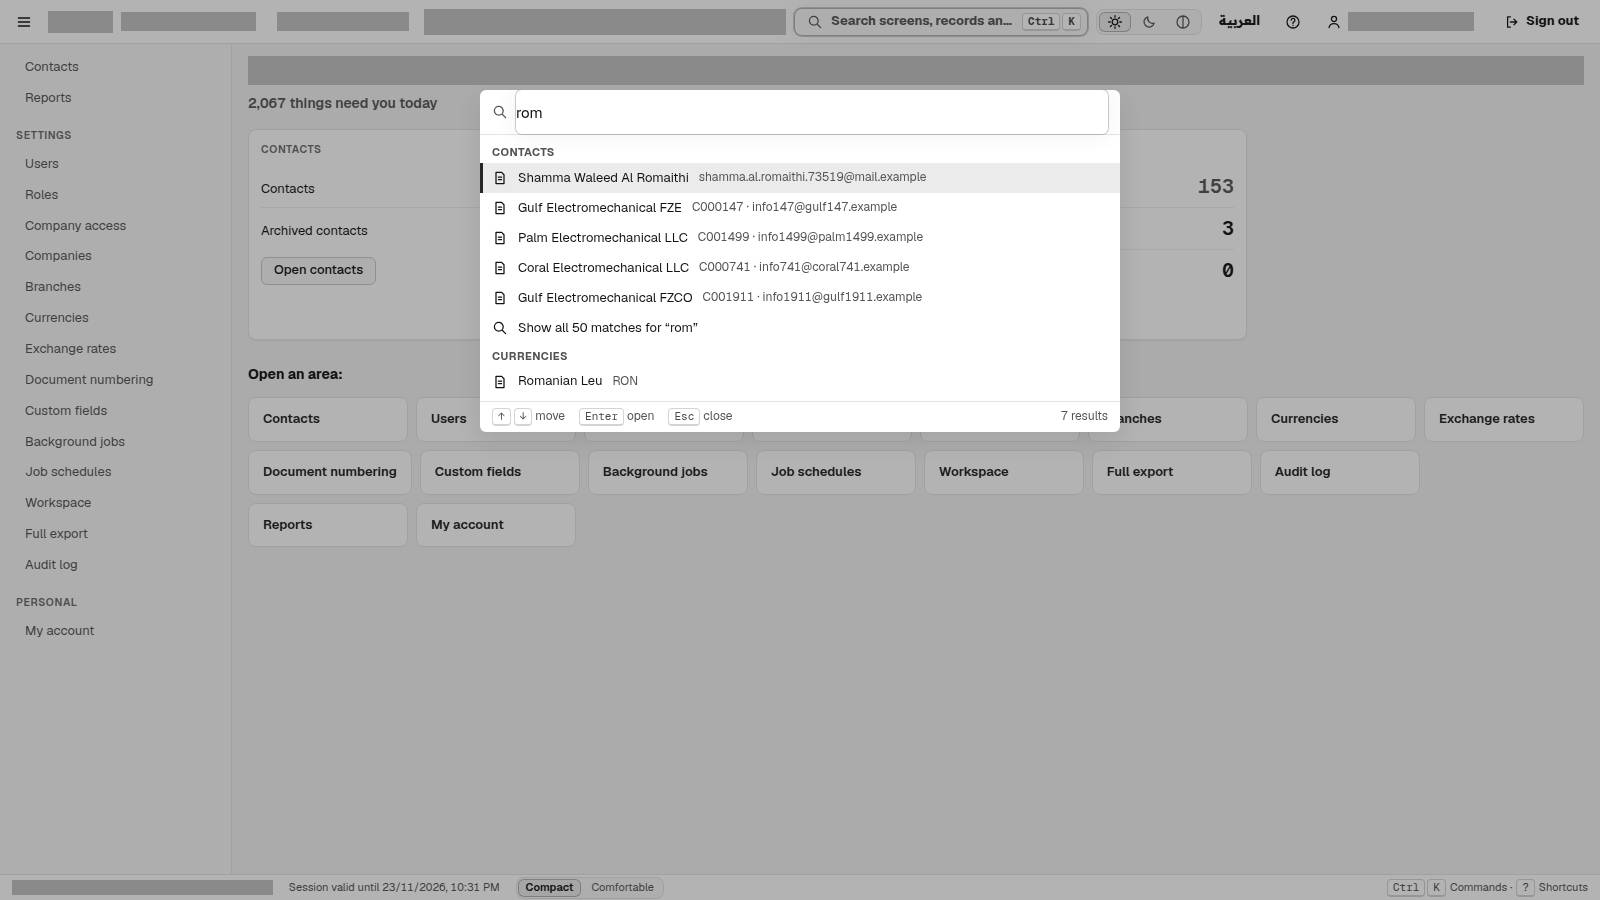 Search screens, records an... Ctrl K
العربية
Sign out
Contacts
Reports
SETTINGS
Users
Roles
Company access
Companies
Branches
Currencies
Exchange rates
Document numbering
Custom fields
Background jobs
Job schedules
Workspace
Full export
Audit log
PERSONAL
My account
2,067 things need you today
CONTACTS
Contacts
153
Archived contacts
3
Open contacts
0
rom
CONTACTS
Shamma Waleed Al Romaithi shamma.al.romaithi.73519@mail.example
Gulf Electromechanical FZE C000147 · info147@gulf147.example
Palm Electromechanical LLC C001499 · info1499@palm1499.example
Coral Electromechanical LLC C000741 · info741@coral741.example
Gulf Electromechanical FZCO C001911 · info1911@gulf1911.example
Show all 50 matches for “rom”
CURRENCIES
Romanian Leu RON
↑ ↓ move Enter open Esc close 7 results
Open an area:
Contacts Users anches Currencies Exchange rates
Document numbering Custom fields Background jobs Job schedules Workspace Full export Audit log
Reports My account
Session valid until 23/11/2026, 10:31 PM Compact Comfortable Ctrl K Commands · ? Shortcuts